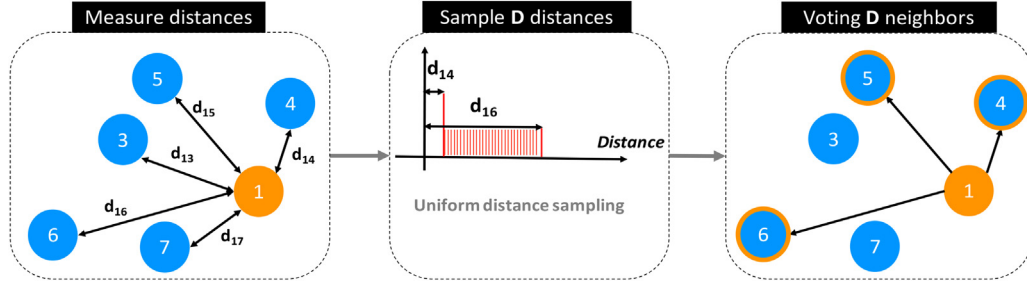 Measure distances
Sample D distances
Voting D neighbors
5
4
3
1
6
7
d15
d13
d14
d16
d17
d14
d16
Distance
Uniform distance sampling
5
4
3
1
6
7